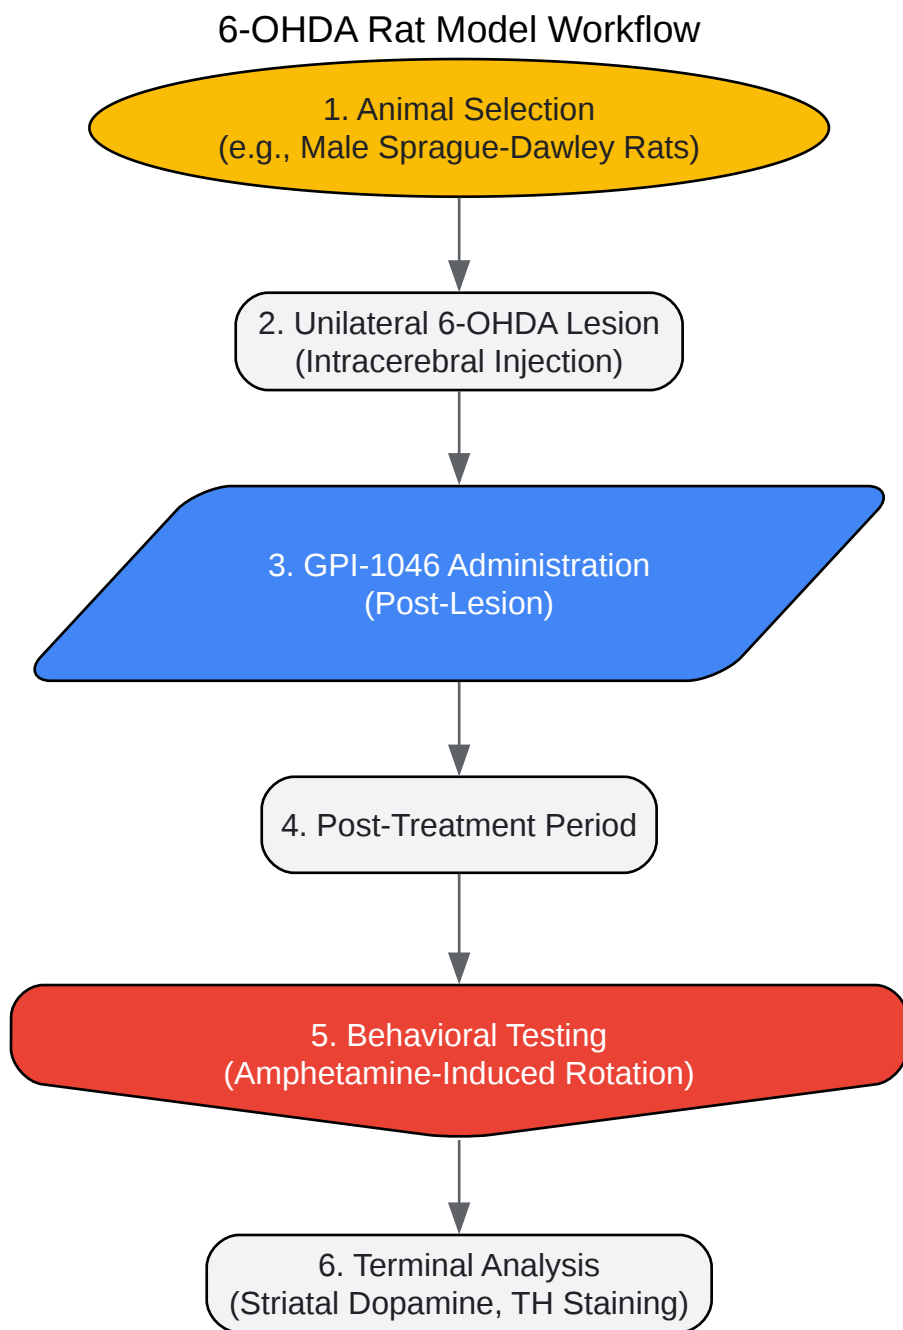 6-OHDA Rat Model Workflow
1. Animal Selection
(e.g., Male Sprague-Dawley Rats)
2. Unilateral 6-OHDA Lesion
(Intracerebral Injection)
3. GPI-1046 Administration
(Post-Lesion)
4. Post-Treatment Period
5. Behavioral Testing
(Amphetamine-Induced Rotation)
6. Terminal Analysis
(Striatal Dopamine, TH Staining)